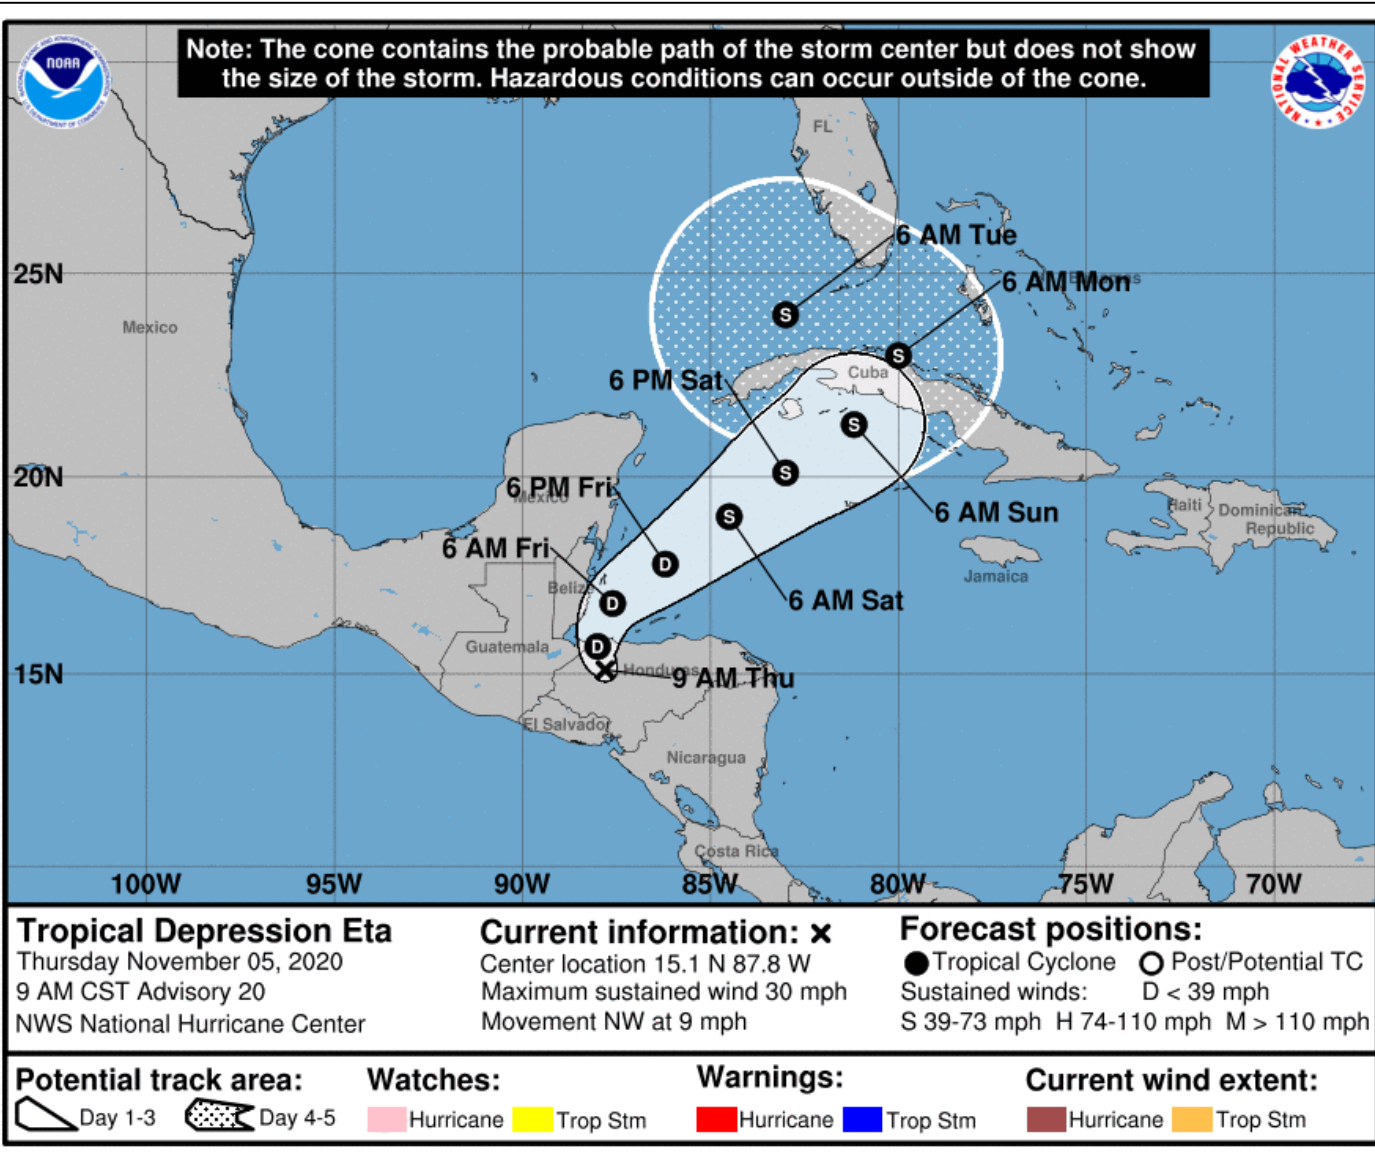 Note: The cone contains the probable path of the storm center but does not show
the size of the storm. Hazardous conditions can occur outside of the cone.
NOAA
NATIONAL WEATHER SERVICE
FL
6 AM Tue
25N
6 AM Mon
Bahamas
Mexico
Cuba
6 PM Sat
S
S
S
S
S
20N
6 PM Fri
Mexico
6 AM Sun
Haiti
Dominican
Republic
6 AM Fri
Jamaica
D
D
D
Belize
6 AM Sat
Guatemala
15N
Honduras
9 AM Thu
El Salvador
Nicaragua
Costa Rica
100W 95W 90W 85W 80W 75W 70W
Tropical Depression Eta
Thursday November 05, 2020
9 AM CST Advisory 20
NWS National Hurricane Center
Current information: x
Center location 15.1 N 87.8 W
Maximum sustained wind 30 mph
Movement NW at 9 mph
Forecast positions:
Tropical Cyclone Post/Potential TC
Sustained winds: D < 39 mph
S 39-73 mph H 74-110 mph M > 110 mph
Potential track area:
Day 1-3 Day 4-5
Watches:
Hurricane Trop Stm
Warnings:
Hurricane Trop Stm
Current wind extent:
Hurricane Trop Stm